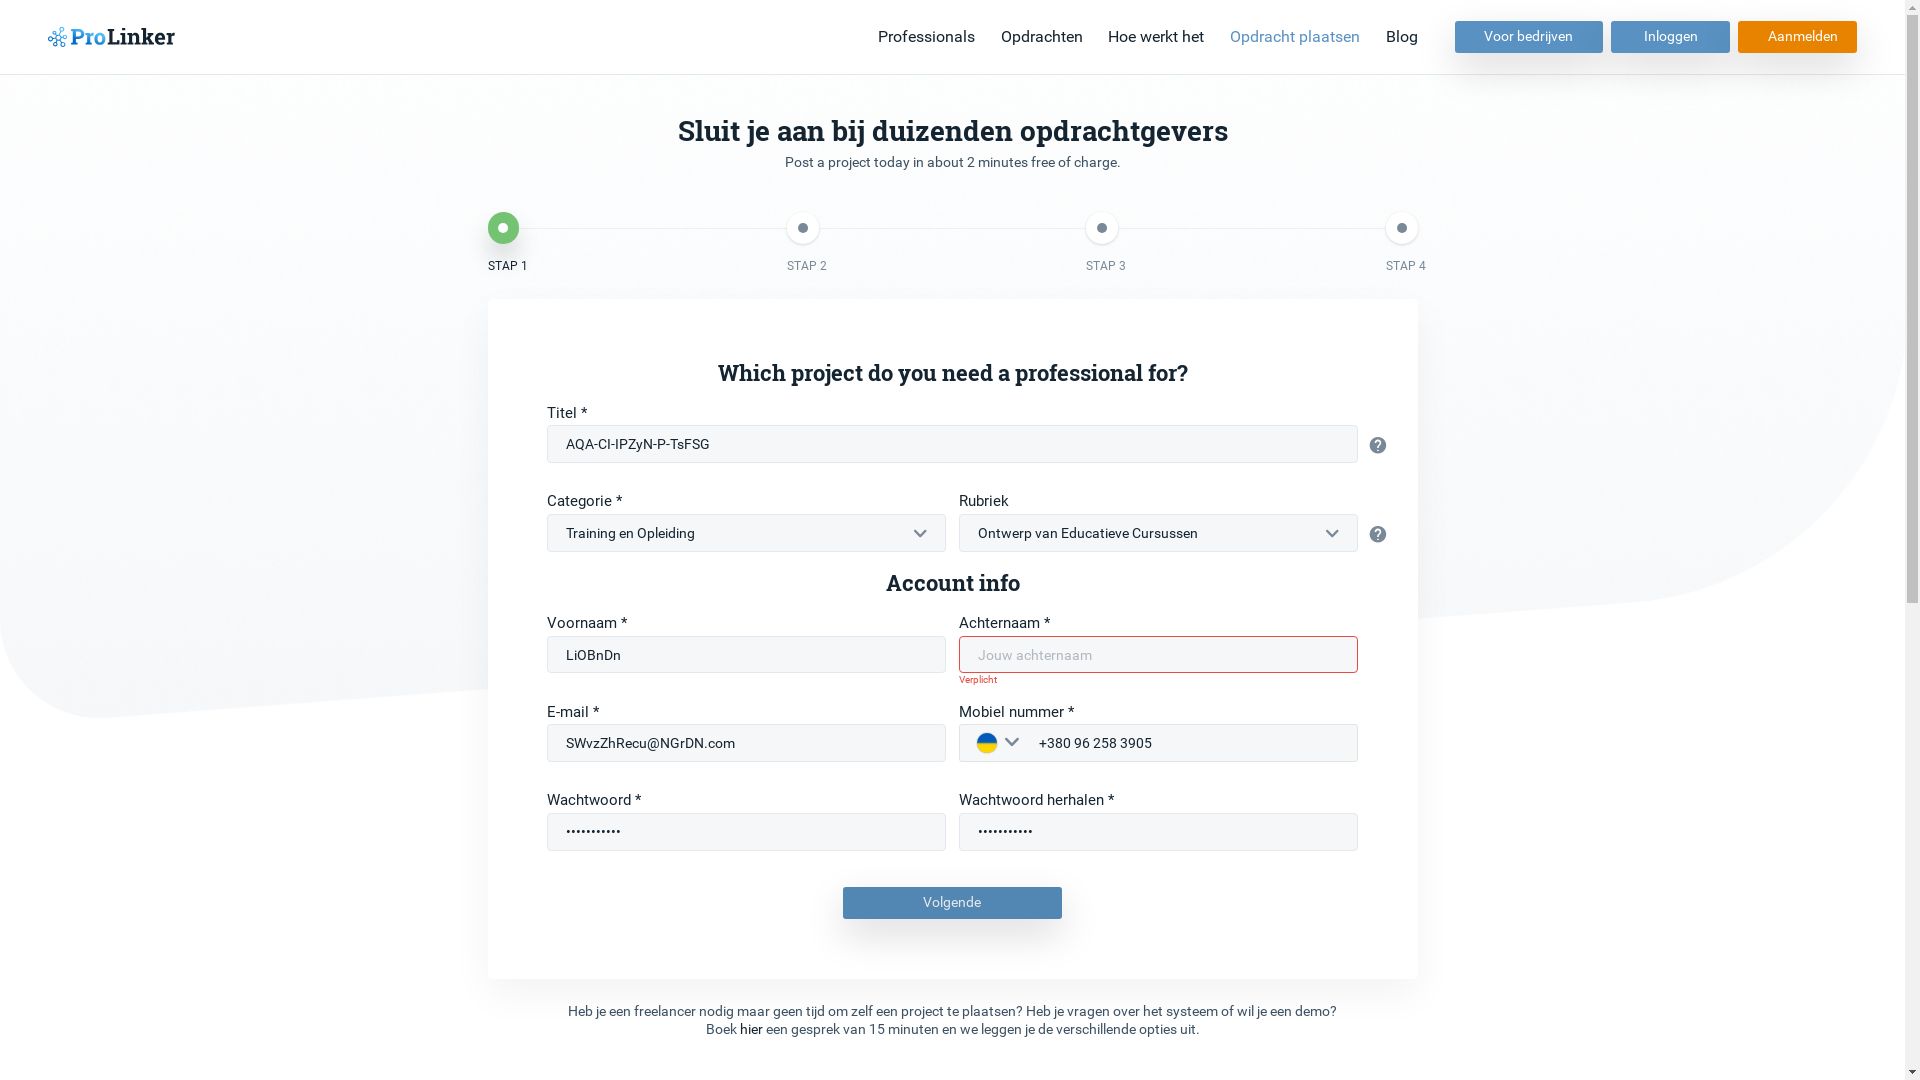 ProLinker
Professionals Opdrachten Hoe werkt het Opdracht plaatsen Blog Voor bedrijven Inloggen Aanmelden
Sluit je aan bij duizenden opdrachtgevers
Post a project today in about 2 minutes free of charge.
STAP 1 STAP 2 STAP 3 STAP 4
Which project do you need a professional for?
Titel *
AQA-CI-IPZyN-P-TsFSG
Categorie * Rubriek
Training en Opleiding Ontwerp van Educatieve Cursussen
Account info
Voornaam * Achternaam *
LiOBnDn Jouw achternaam
Verplicht
E-mail * Mobiel nummer *
SWvzZhRecu@NGrDN.com +380 96 258 3905
Wachtwoord * Wachtwoord herhalen *
••••••••••• •••••••••••
Volgende
Heb je een freelancer nodig maar geen tijd om zelf een project te plaatsen? Heb je vragen over het systeem of wil je een demo?
Boek hier een gesprek van 15 minuten en we leggen je de verschillende opties uit.